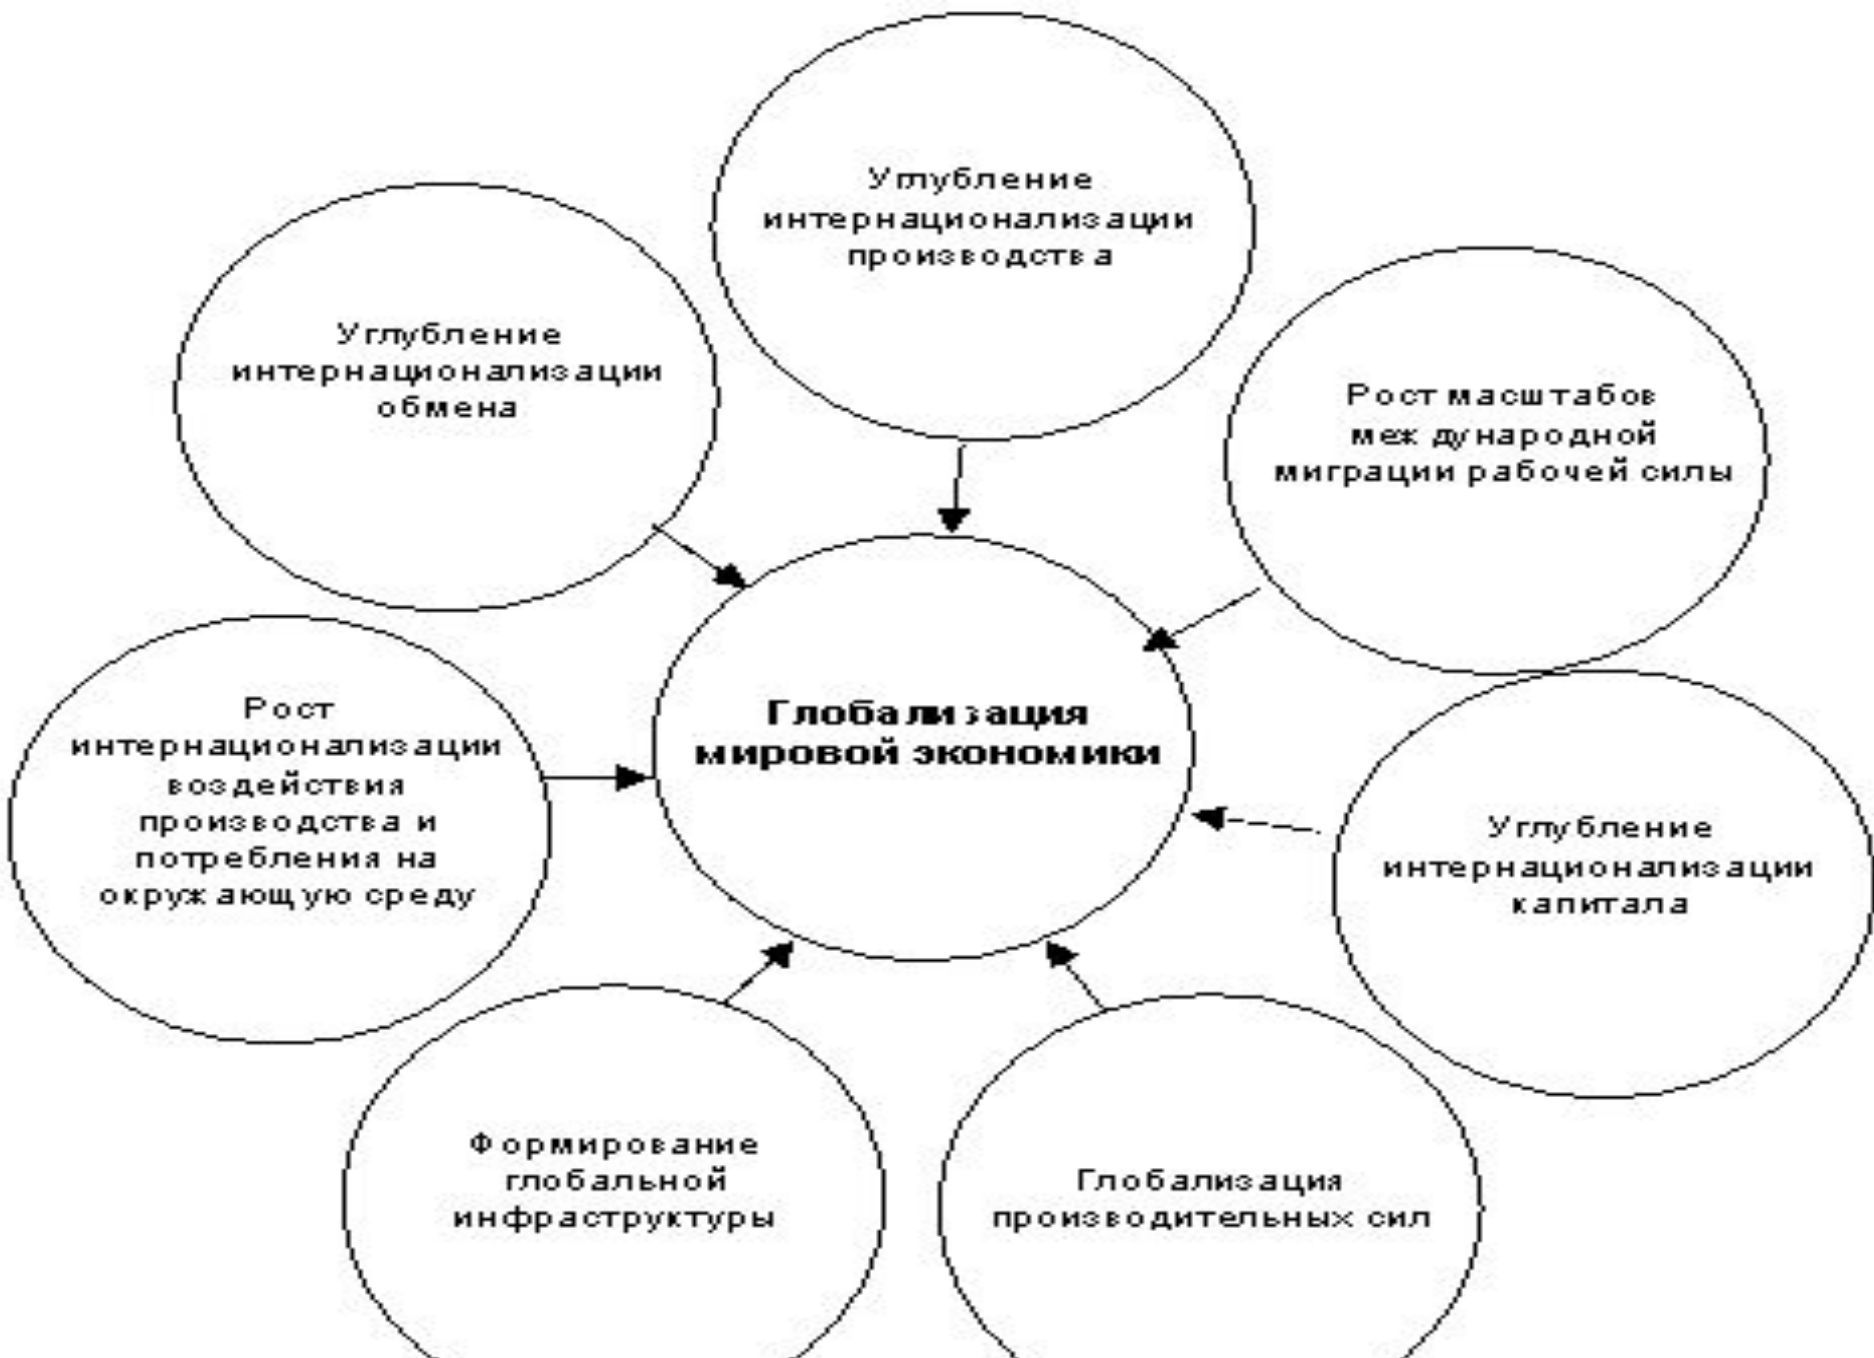 Углубление
интернационализации
производства
Углубление
интернационализации
обмена
Рост масштабов
международной
миграции рабочей силы
Рост
интернационализации
воздействия
производства и
потребления на
окружающую среду
Глобализация
мировой экономики
Углубление
интернационализации
капитала
Формирование
глобальной
инфраструктуры
Глобализация
производительных сил